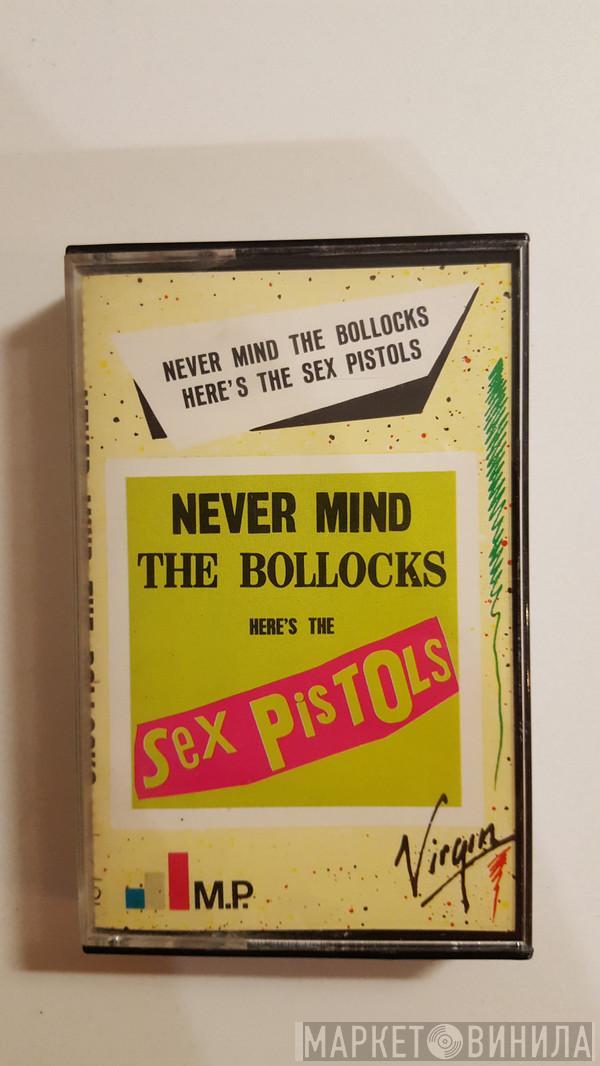 NEVER MIND THE BOLLOCKS
HERE'S THE SEX PISTOLS
NEVER MIND
THE BOLLOCKS
HERE'S THE
SEX PISTOLS
Virgin
M.P.
МАРКЕТ ВИНИЛА